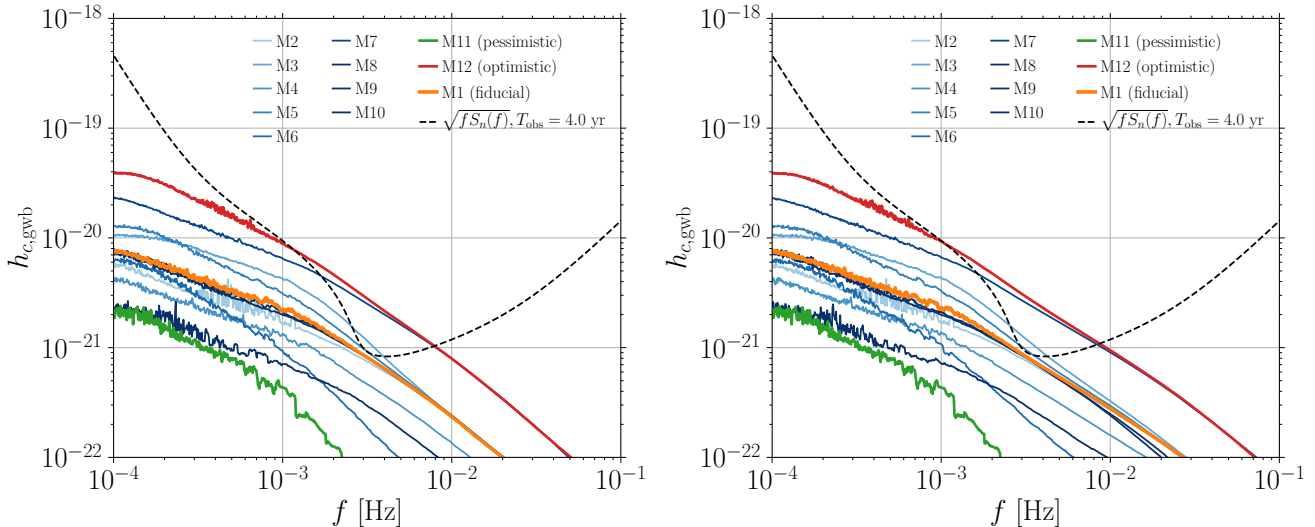 10⁻¹⁸
10⁻¹⁹
10⁻²⁰
10⁻²¹
10⁻²²
h_{c,gwb}
M2
M3
M4
M5
M6
M7
M8
M9
M10
M11 (pessimistic)
M12 (optimistic)
M1 (fiducial)
√fSₙ(f), T_obs = 4.0 yr
10⁻⁴
10⁻³
10⁻²
10⁻¹
f [Hz]
10⁻¹⁸
10⁻¹⁹
10⁻²⁰
10⁻²¹
10⁻²²
h_{c,gwb}
M2
M3
M4
M5
M6
M7
M8
M9
M10
M11 (pessimistic)
M12 (optimistic)
M1 (fiducial)
√fSₙ(f), T_obs = 4.0 yr
10⁻⁴
10⁻³
10⁻²
10⁻¹
f [Hz]